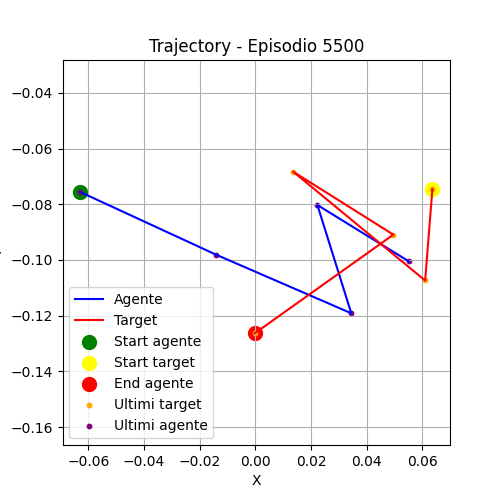 Trajectory - Episodio 5500
−0.04
−0.06
−0.08
−0.10
−0.12
−0.14
−0.16
Agente
Target
Start agente
Start target
End agente
Ultimi target
Ultimi agente
−0.06
−0.04
−0.02
0.00
0.02
0.04
0.06
X